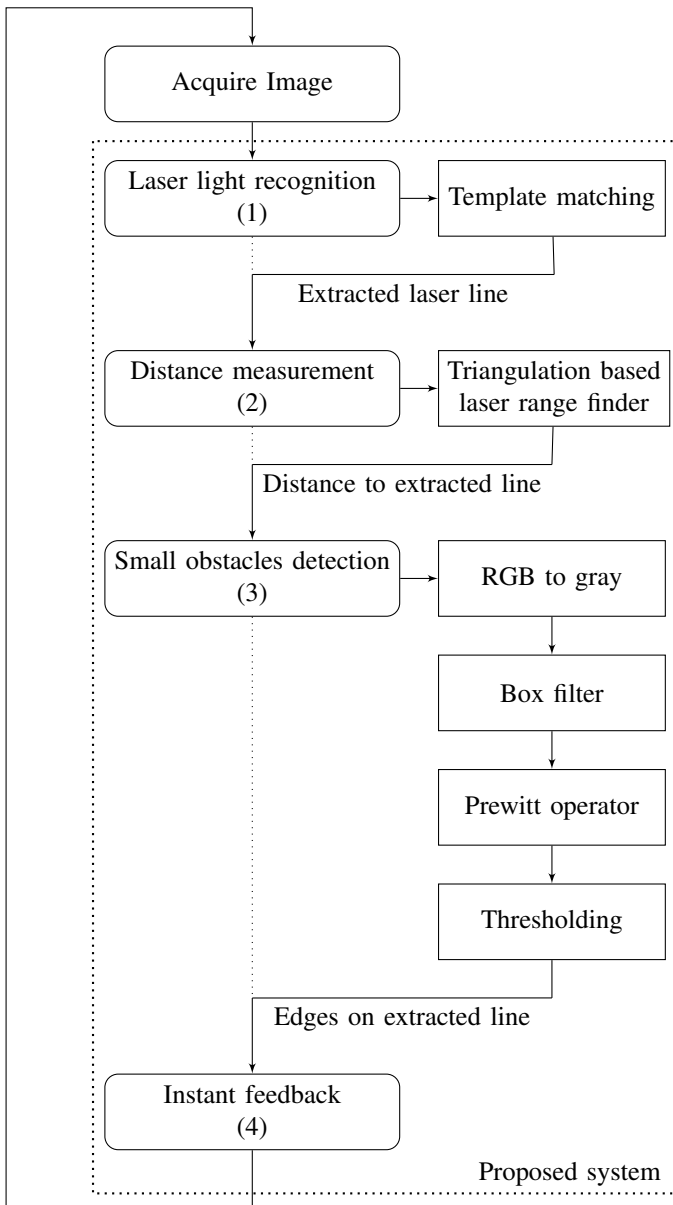 Acquire Image
Laser light recognition
(1)
Template matching
Extracted laser line
Distance measurement
(2)
Triangulation based
laser range finder
Distance to extracted line
Small obstacles detection
(3)
RGB to gray
Box filter
Prewitt operator
Thresholding
Edges on extracted line
Instant feedback
(4)
Proposed system